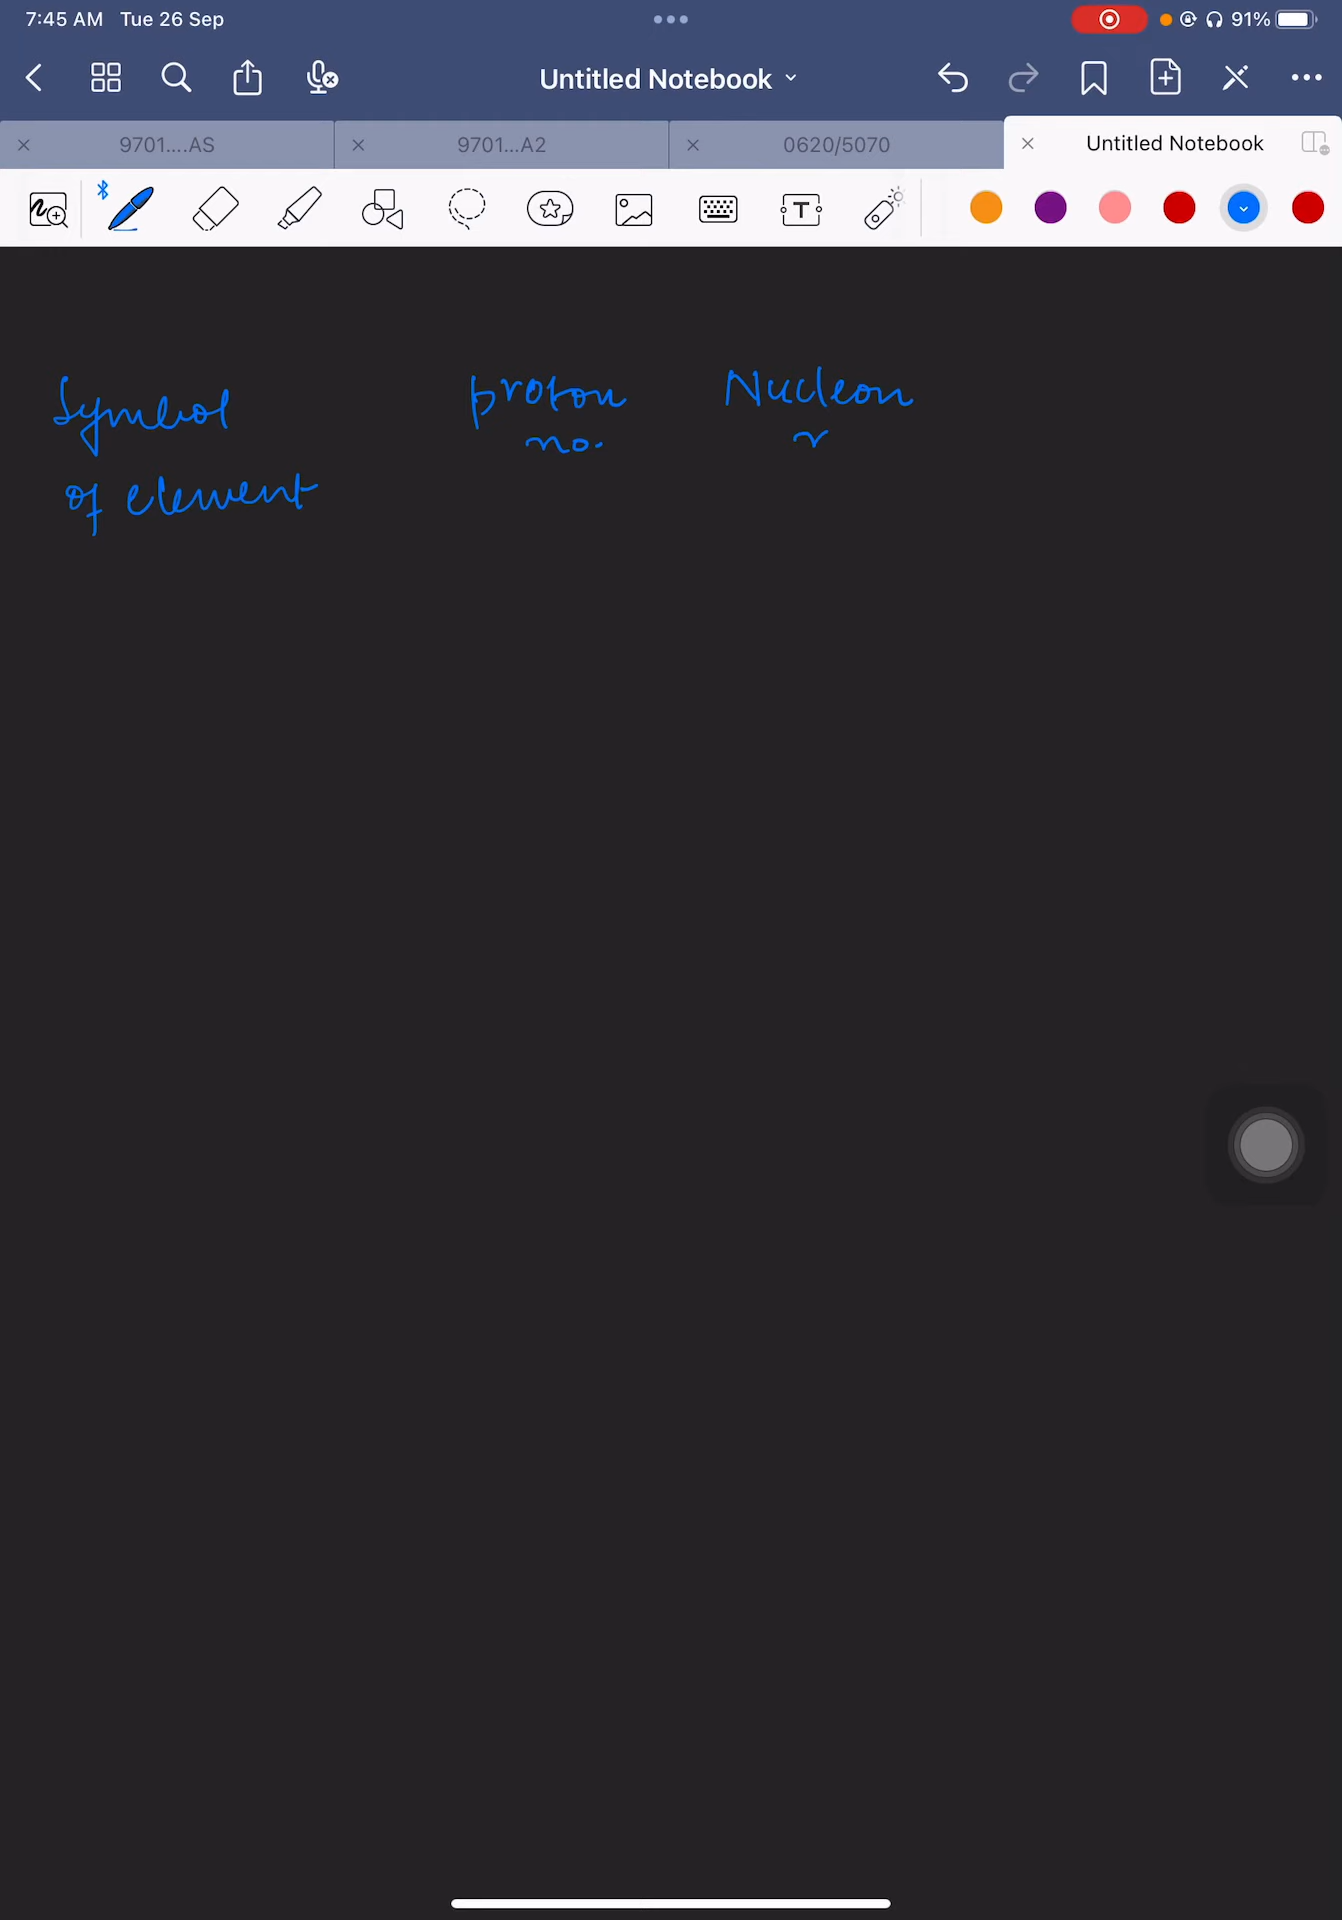 7:45 AM Tue 26 Sep
91%
Untitled Notebook
9701....AS
9701...A2
0620/5070
Untitled Notebook
T
Symbol
of element
proton
no.
Nucleon